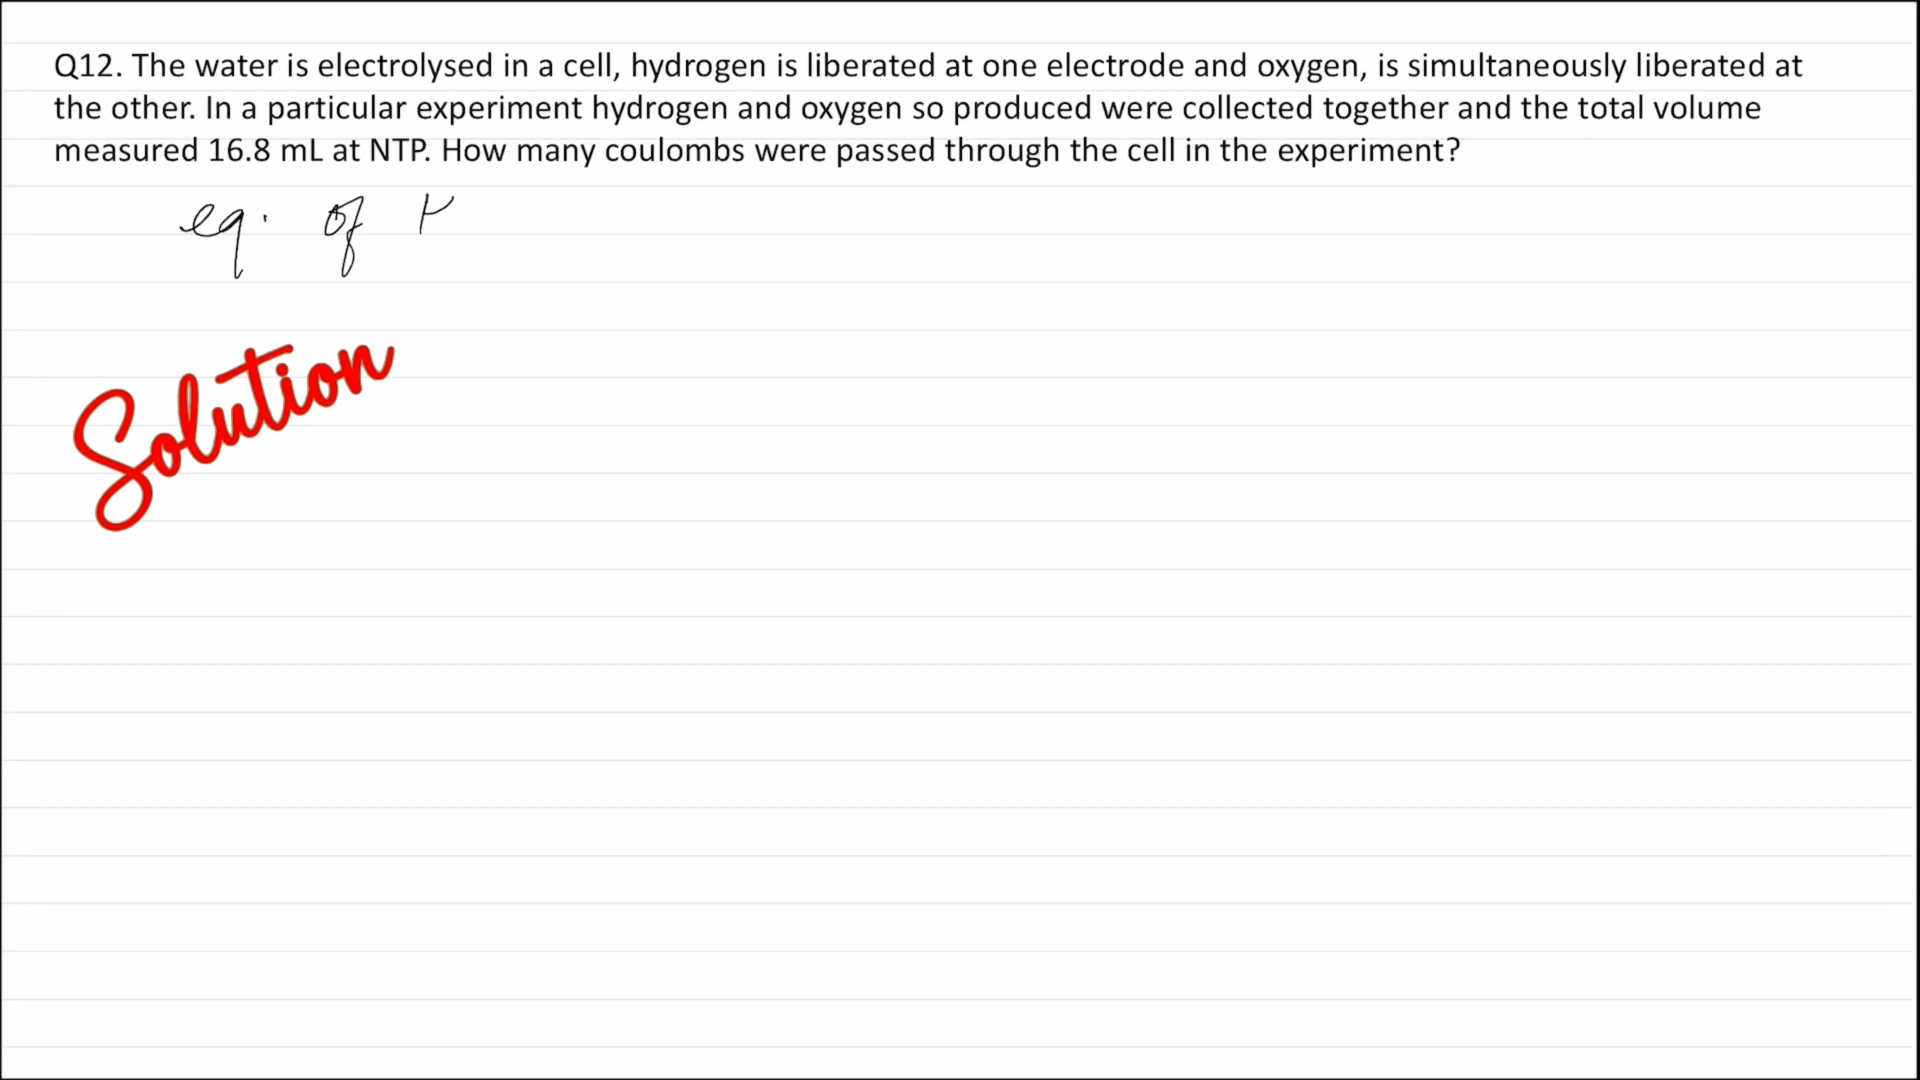 Q12. The water is electrolysed in a cell, hydrogen is liberated at one electrode and oxygen, is simultaneously liberated at
the other. In a particular experiment hydrogen and oxygen so produced were collected together and the total volume
measured 16.8 mL at NTP. How many coulombs were passed through the cell in the experiment?
eq. of
Solution